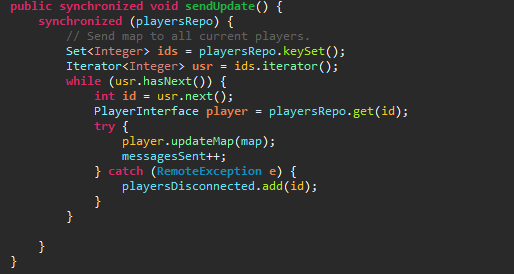 public synchronized void sendUpdate() {
    synchronized (playersRepo) {
        // Send map to all current players.
        Set<Integer> ids = playersRepo.keySet();
        Iterator<Integer> usr = ids.iterator();
        while (usr.hasNext()) {
            int id = usr.next();
            PlayerInterface player = playersRepo.get(id);
            try {
                player.updateMap(map);
                messagesSent++;
            } catch (RemoteException e) {
                playersDisconnected.add(id);
            }
        }

    }
}